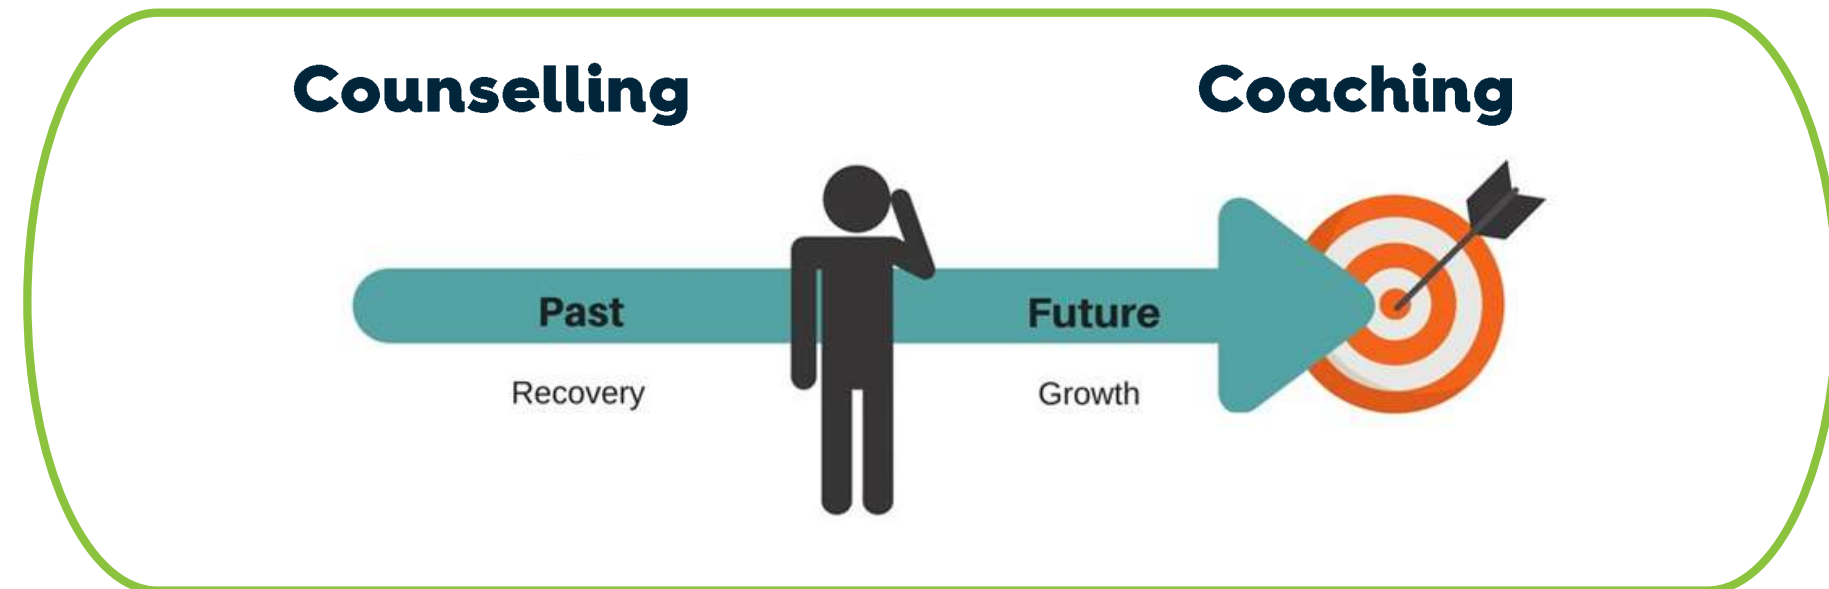 Counselling
Coaching
Past
Future
Recovery
Growth